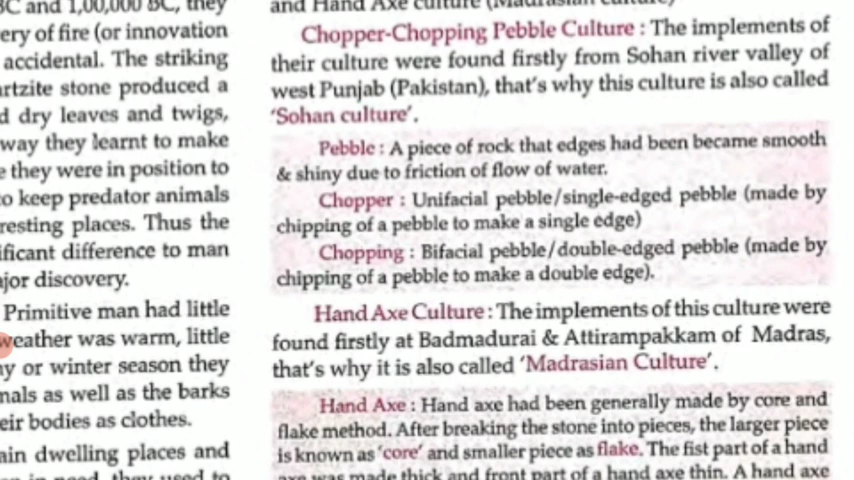 BC and 1,00,000 BC, they
ery of fire (or innovation
accidental. The striking
artzite stone produced a
d dry leaves and twigs,
way they learnt to make
e they were in position to
to keep predator animals
resting places. Thus the
ificant difference to man
ajor discovery.
Primitive man had little
weather was warm, little
ny or winter season they
mals as well as the barks
eir bodies as clothes.
ain dwelling places and
in need, they used to
and Hand Axe culture (Madrasian culture)
Chopper-Chopping Pebble Culture : The implements of
their culture were found firstly from Sohan river valley of
west Punjab (Pakistan), that's why this culture is also called
'Sohan culture'.
Pebble : A piece of rock that edges had been became smooth
& shiny due to friction of flow of water.
Chopper : Unifacial pebble/single-edged pebble (made by
chipping of a pebble to make a single edge)
Chopping : Bifacial pebble/double-edged pebble (made by
chipping of a pebble to make a double edge).
Hand Axe Culture : The implements of this culture were
found firstly at Badmadurai & Attirampakkam of Madras,
that's why it is also called 'Madrasian Culture'.
Hand Axe : Hand axe had been generally made by core and
flake method. After breaking the stone into pieces, the larger piece
is known as 'core' and smaller piece as flake. The fist part of a hand
axe was made thick and front part of a hand axe thin. A hand axe